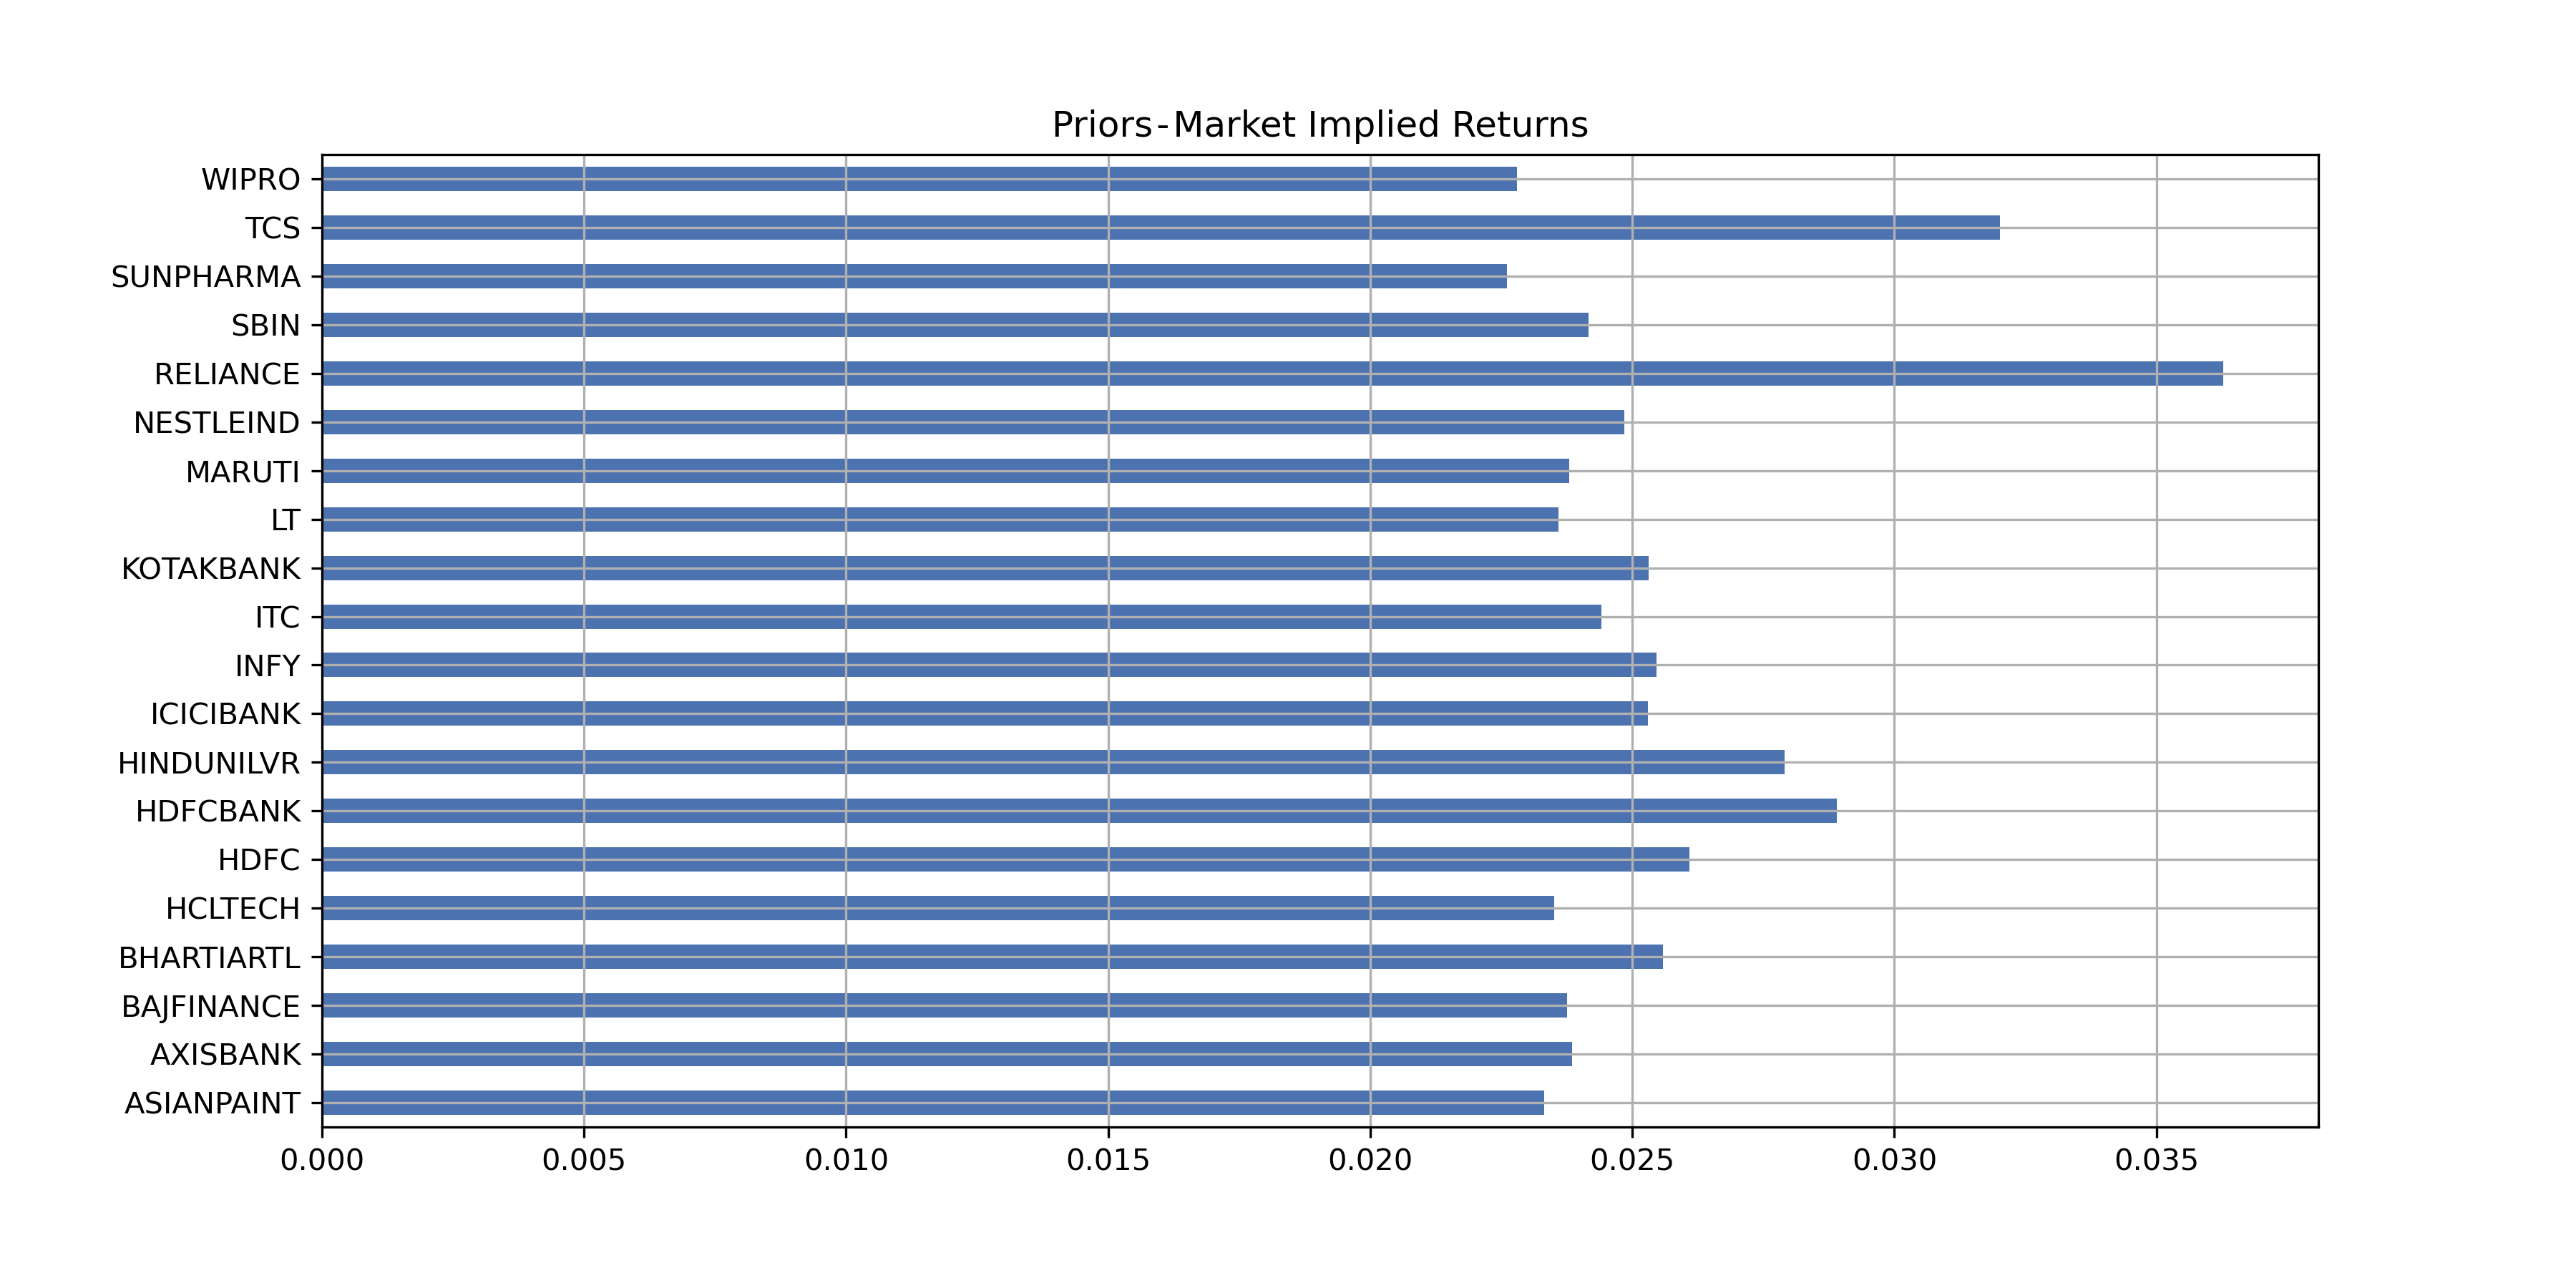 Priors-Market Implied Returns
WIPRO
TCS
SUNPHARMA
SBIN
RELIANCE
NESTLEIND
MARUTI
LT
KOTAKBANK
ITC
INFY
ICICIBANK
HINDUNILVR
HDFCBANK
HDFC
HCLTECH
BHARTIARTL
BAJFINANCE
AXISBANK
ASIANPAINT
0.000 0.005 0.010 0.015 0.020 0.025 0.030 0.035